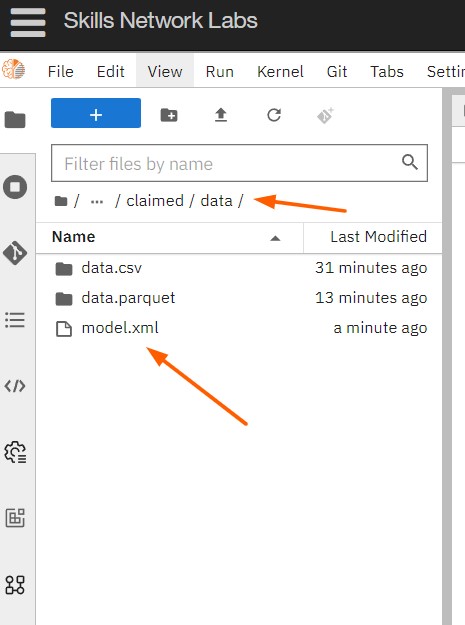 Skills Network Labs
File Edit View Run Kernel Git Tabs Settin
+
Filter files by name
/ ... / claimed / data /
Name Last Modified
data.csv 31 minutes ago
data.parquet 13 minutes ago
model.xml a minute ago